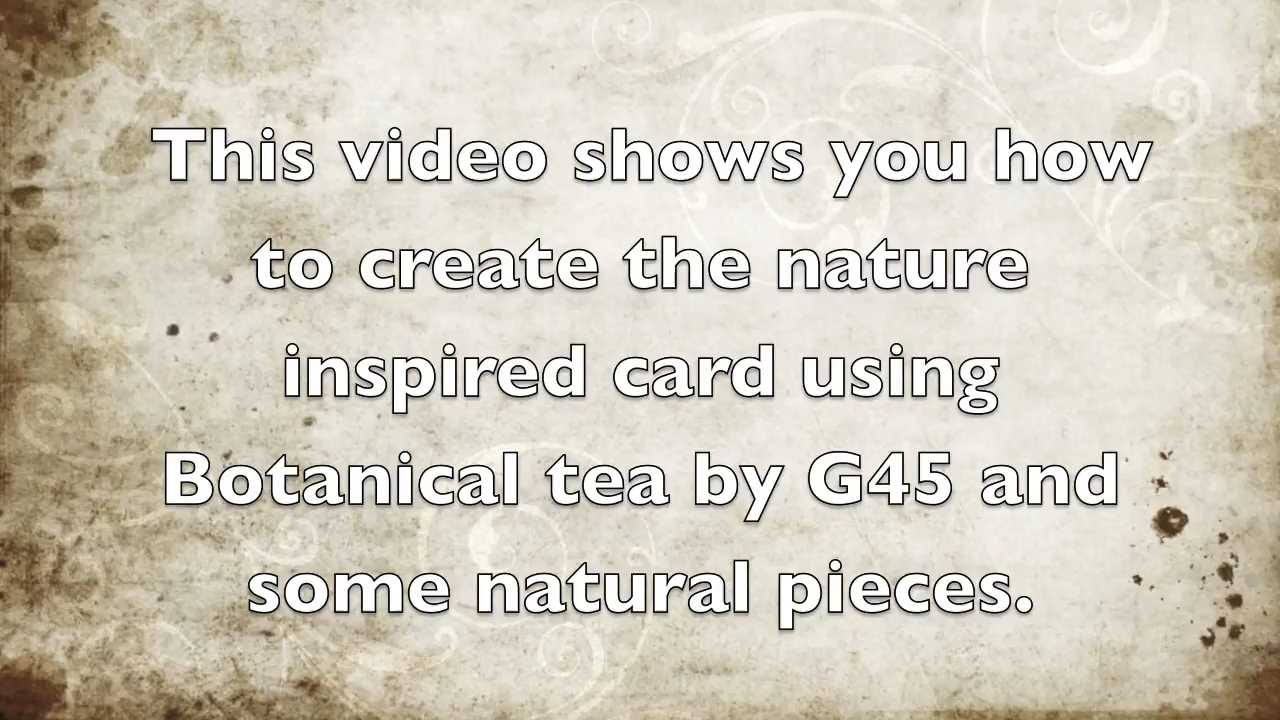 This video shows you how
to create the nature
inspired card using
Botanical tea by G45 and
some natural pieces.